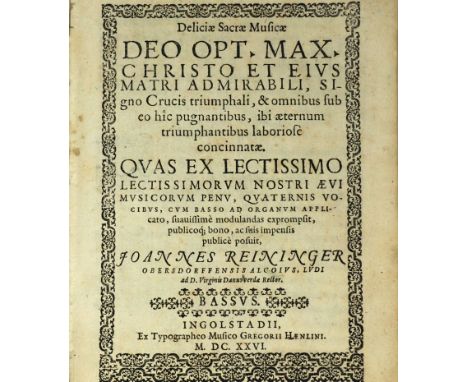 Deliciæ Sacræ Musicæ
DEO OPT. MAX.
CHRISTO ET EIVS
MATRI ADMIRABILI, SI-
gno Crucis triumphali, & omnibus sub
eo hîc pugnantibus, ibi æternum
triumphantibus laboriosè
concinnatæ.
QVAS EX LECTISSIMO
LECTISSIMORVM NOSTRI ÆVI
MVSICORVM PENV, QVATERNIS VO-
CIBVS, CVM BASSO AD ORGANVM APPLI-
cato, suauissimè modulandas exprompsit,
publicoq; bono, ac suis impensis
publicè posuit,
JOANNES REININGER
OBERSDORFFENSIS ALGOIVS, LVDI
ad D. Virginis Danuwerdæ Rector.
BASSVS.
INGOLSTADII,
Ex Typographeo Musico GREGORII HÆNLINI.
M. DC. XXVI.